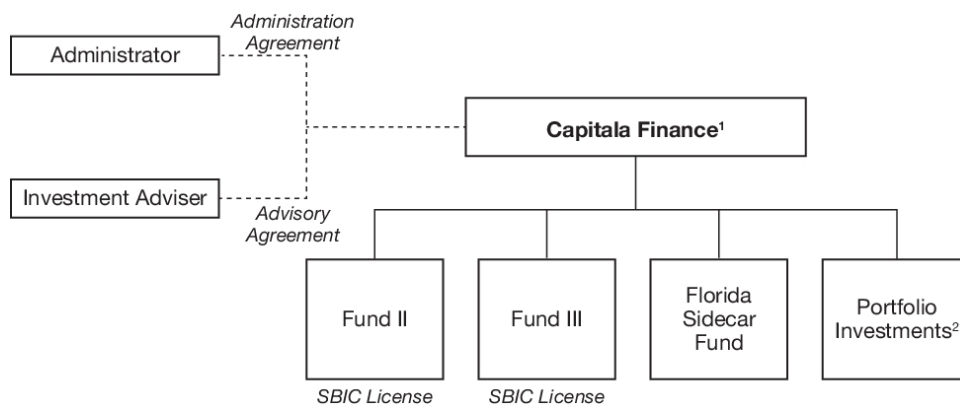 Administration
Agreement
Administrator
Capitala Finance¹
Investment Adviser
Advisory
Agreement
Fund II
Fund III
Florida
Sidecar
Fund
Portfolio
Investments²
SBIC License
SBIC License